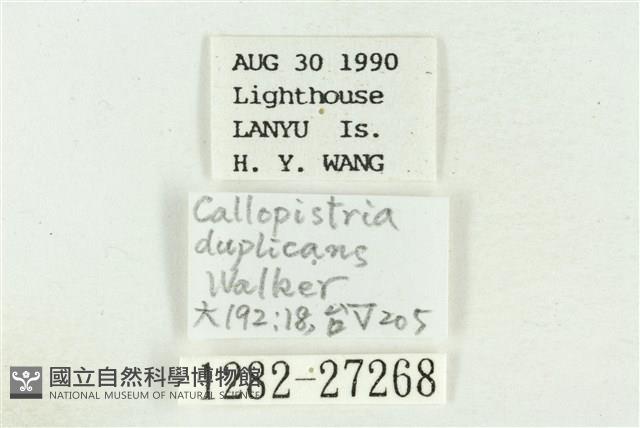 AUG 30 1990
Lighthouse
LANYU Is.
H. Y. WANG
Callopistria
duplicans
Walker
大192:18, 台V205
1282-27268
國立自然科學博物館
NATIONAL MUSEUM OF NATURAL SCIENCE